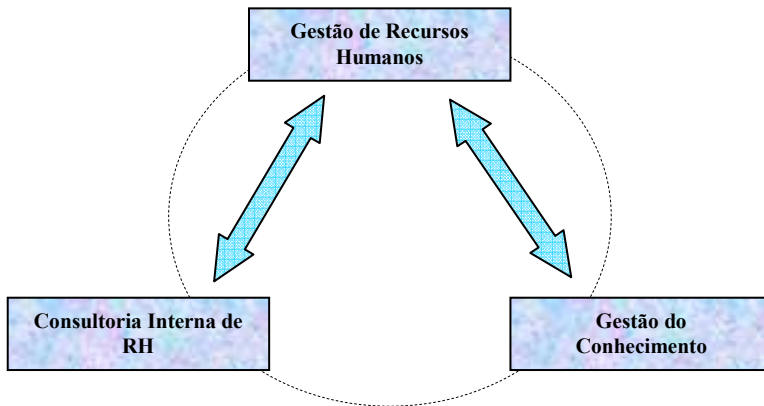 Gestão de Recursos
Humanos
Consultoria Interna de
RH
Gestão do
Conhecimento